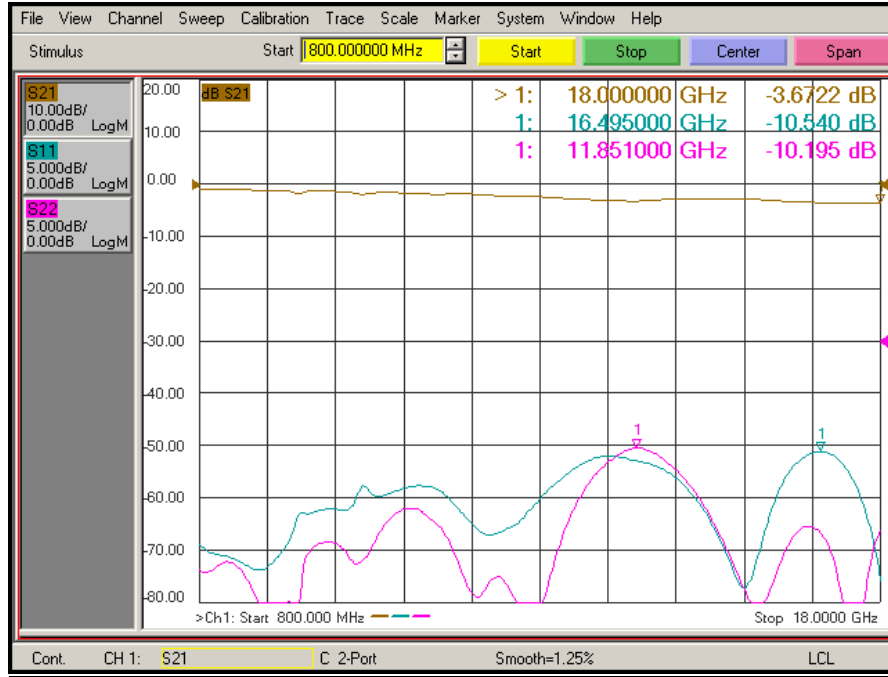 File View Channel Sweep Calibration Trace Scale Marker System Window Help
Stimulus Start 800.000000 MHz Start Stop Center Span
S21
10.00dB/
0.00dB LogM
S11
5.000dB/
0.00dB LogM
S22
5.000dB/
0.00dB LogM
20.00
10.00
0.00
-10.00
-20.00
-30.00
-40.00
-50.00
-60.00
-70.00
-80.00
dB S21
> 1: 18.000000 GHz -3.6722 dB
1: 16.495000 GHz -10.540 dB
1: 11.851000 GHz -10.195 dB
1
1
>Ch1: Start 800.000 MHz
Stop 18.0000 GHz
Cont. CH 1: S21 C 2-Port Smooth=1.25% LCL